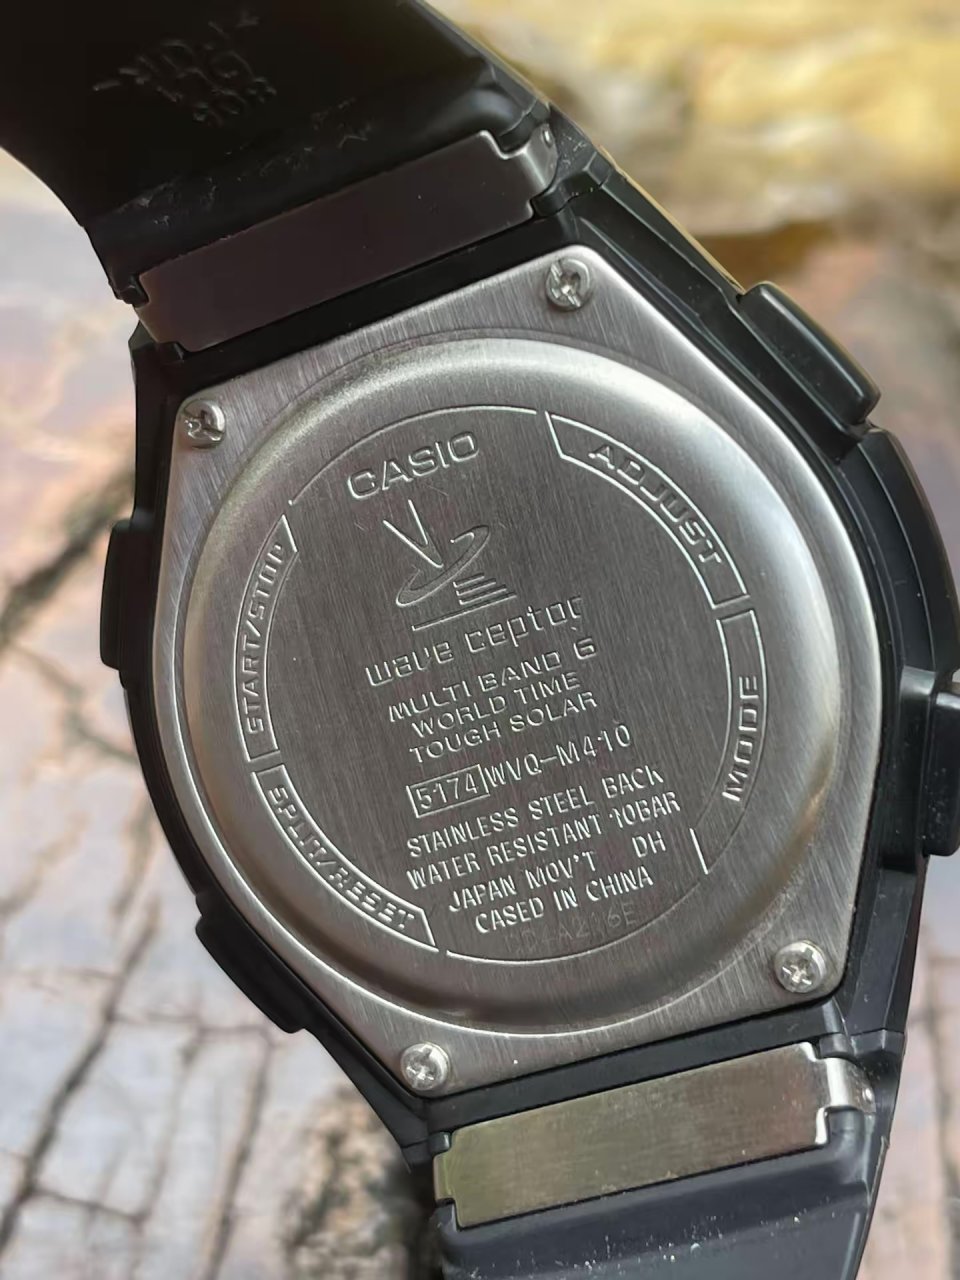 CASIO
ADJUST
START/STOP
wave ceptor
MULTI BAND 6
WORLD TIME
TOUGH SOLAR
MODE
5174 WVQ-M410
SPLIT/RESET
STAINLESS STEEL BACK
WATER RESISTANT 10BAR
JAPAN MOV'T DH
CASED IN CHINA